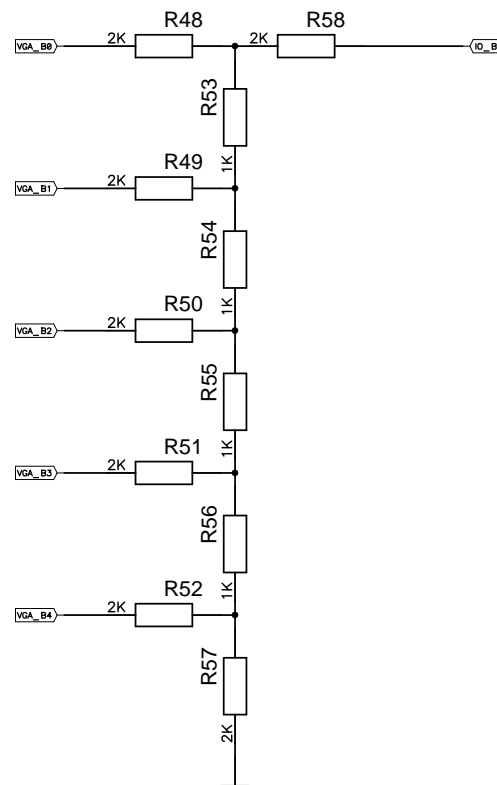 R48
R58
VGA_B0
2K
2K
IO_B
R53
1K
R49
VGA_B1
2K
R54
1K
R50
VGA_B2
2K
R55
1K
R51
VGA_B3
2K
R56
1K
R52
VGA_B4
2K
R57
2K